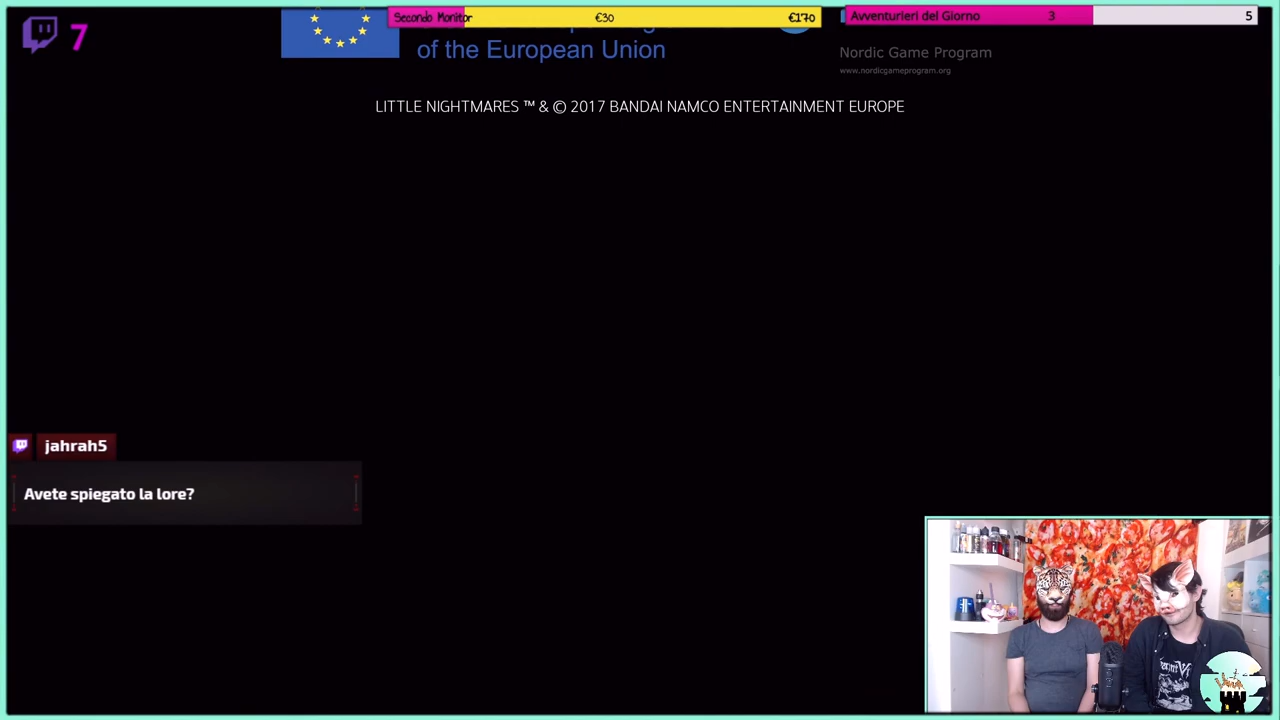 7
Secondo Monitor €30 €170
Avventurieri del Giorno 3 5
of the European Union
Nordic Game Program
www.nordicgameprogram.org
LITTLE NIGHTMARES ™ & © 2017 BANDAI NAMCO ENTERTAINMENT EUROPE
jahrah5
Avete spiegato la lore?